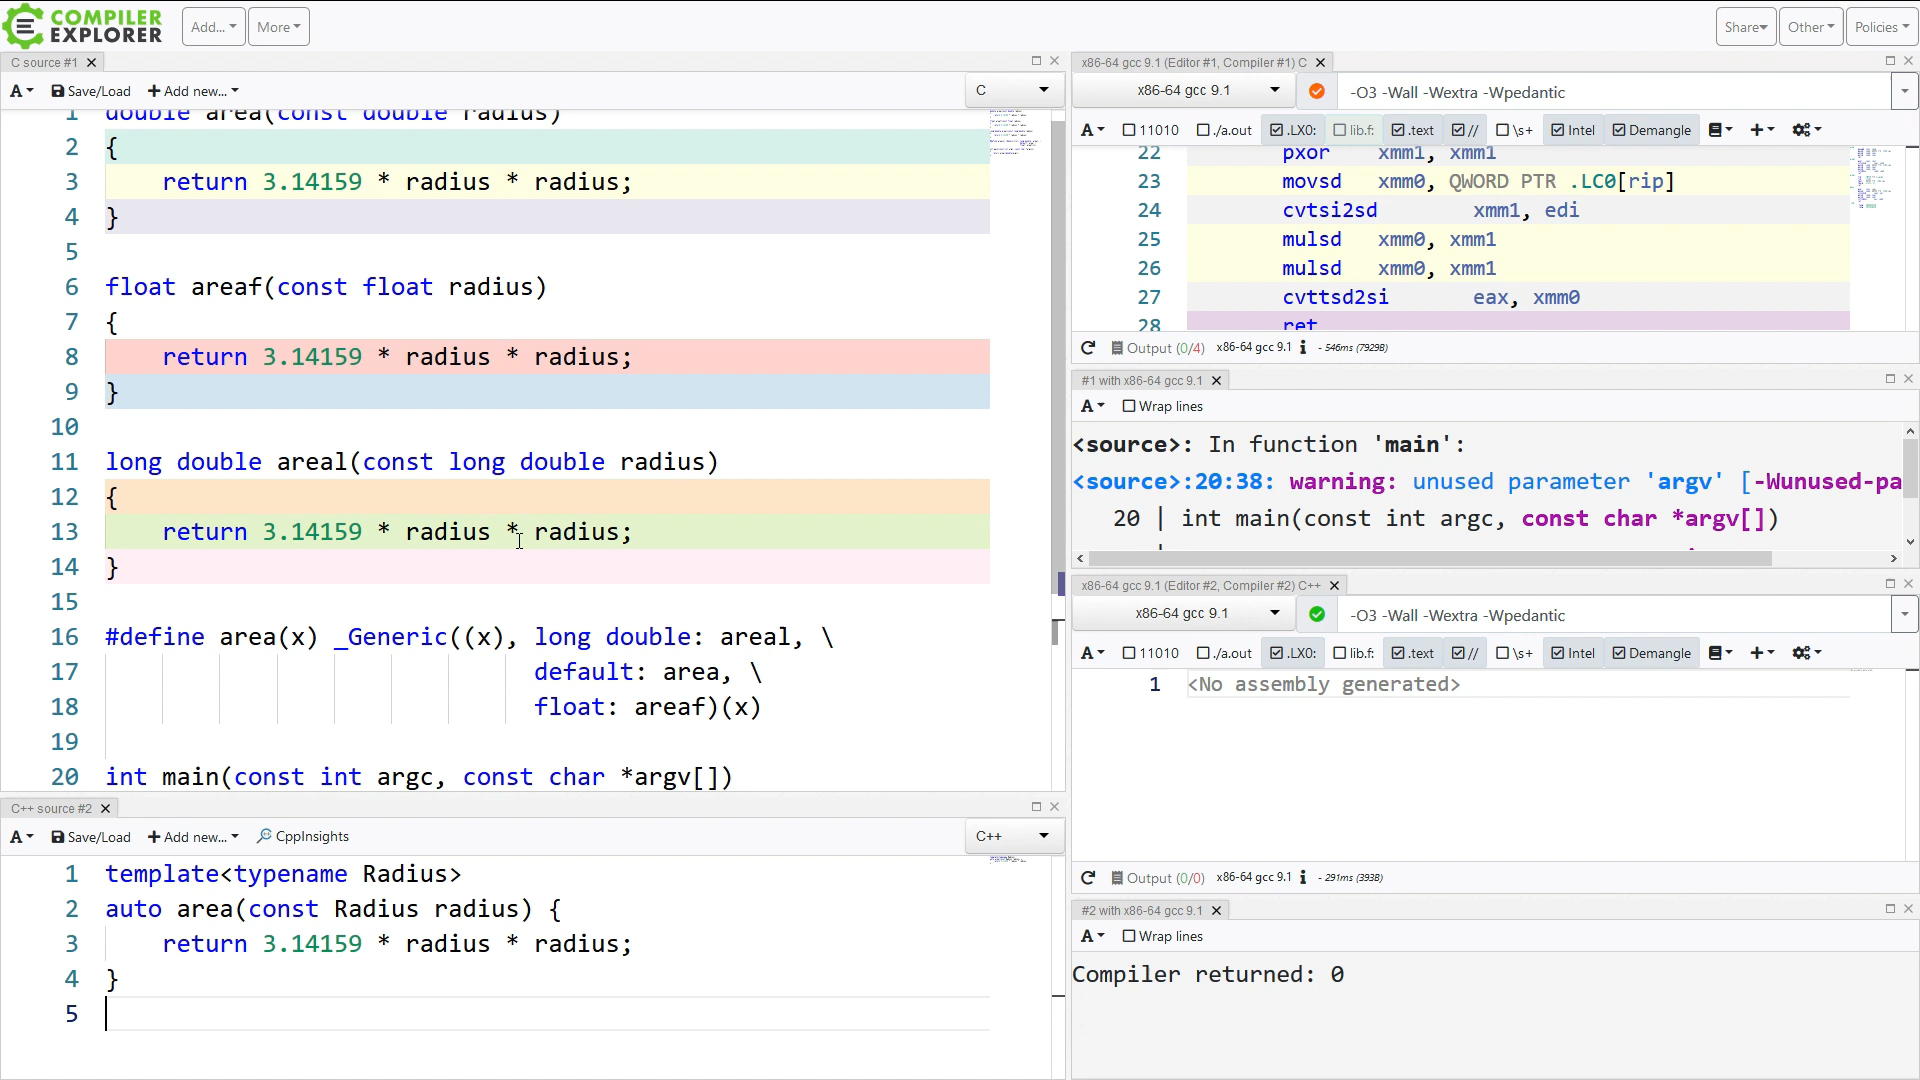 COMPILER
EXPLORER
Add...
More
Share
Other
Policies
C source #1
A
Save/Load
Add new...
C
1 double area(const double radius)
2 {
3 return 3.14159 * radius * radius;
4 }
5
6 float areaf(const float radius)
7 {
8 return 3.14159 * radius * radius;
9 }
10
11 long double areal(const long double radius)
12 {
13 return 3.14159 * radius * radius;
14 }
15
16 #define area(x) _Generic((x), long double: areal, \
17 default: area, \
18 float: areaf)(x)
19
20 int main(const int argc, const char *argv[])
C++ source #2
A
Save/Load
Add new...
CppInsights
C++
1 template<typename Radius>
2 auto area(const Radius radius) {
3 return 3.14159 * radius * radius;
4 }
5
x86-64 gcc 9.1 (Editor #1, Compiler #1) C
x86-64 gcc 9.1
-O3 -Wall -Wextra -Wpedantic
A 11010 ./a.out .LX0: lib.f: .text // \s+ Intel Demangle
22 pxor xmm1, xmm1
23 movsd xmm0, QWORD PTR .LC0[rip]
24 cvtsi2sd xmm1, edi
25 mulsd xmm0, xmm1
26 mulsd xmm0, xmm1
27 cvttsd2si eax, xmm0
28 ret
Output (0/4) x86-64 gcc 9.1 i - 546ms (7929B)
#1 with x86-64 gcc 9.1
A Wrap lines
<source>: In function 'main':
<source>:20:38: warning: unused parameter 'argv' [-Wunused-pa
20 | int main(const int argc, const char *argv[])
x86-64 gcc 9.1 (Editor #2, Compiler #2) C++
x86-64 gcc 9.1
-O3 -Wall -Wextra -Wpedantic
A 11010 ./a.out .LX0: lib.f: .text // \s+ Intel Demangle
1 <No assembly generated>
Output (0/0) x86-64 gcc 9.1 i - 291ms (393B)
#2 with x86-64 gcc 9.1
A Wrap lines
Compiler returned: 0